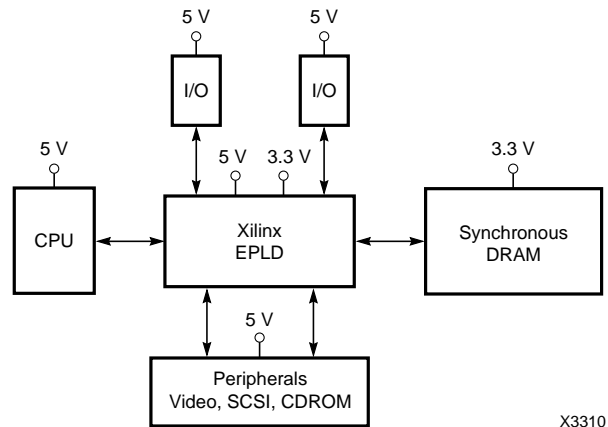 5 V
5 V
I/O
I/O
5 V
5 V
3.3 V
3.3 V
CPU
Xilinx
EPLD
Synchronous
DRAM
5 V
Peripherals
Video, SCSI, CDROM
X3310